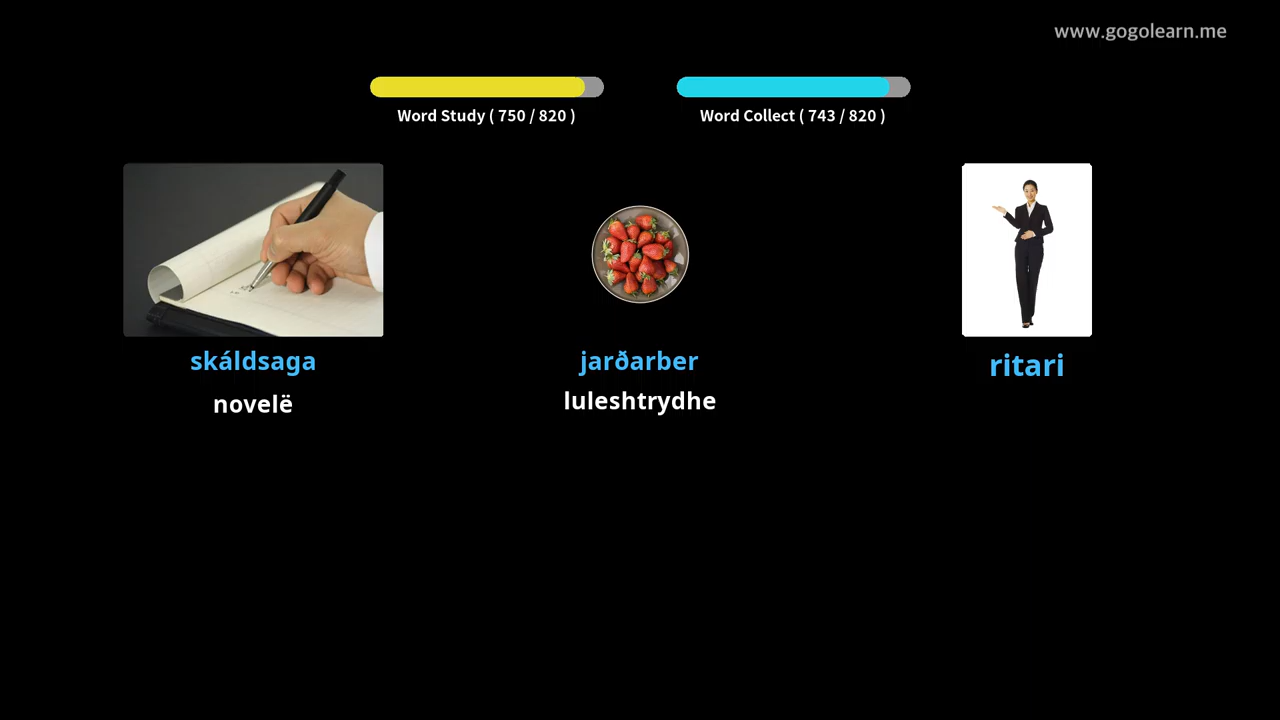 www.gogolearn.me
Word Study ( 750 / 820 )
Word Collect ( 743 / 820 )
skáldsaga
novelë
jarðarber
luleshtrydhe
ritari